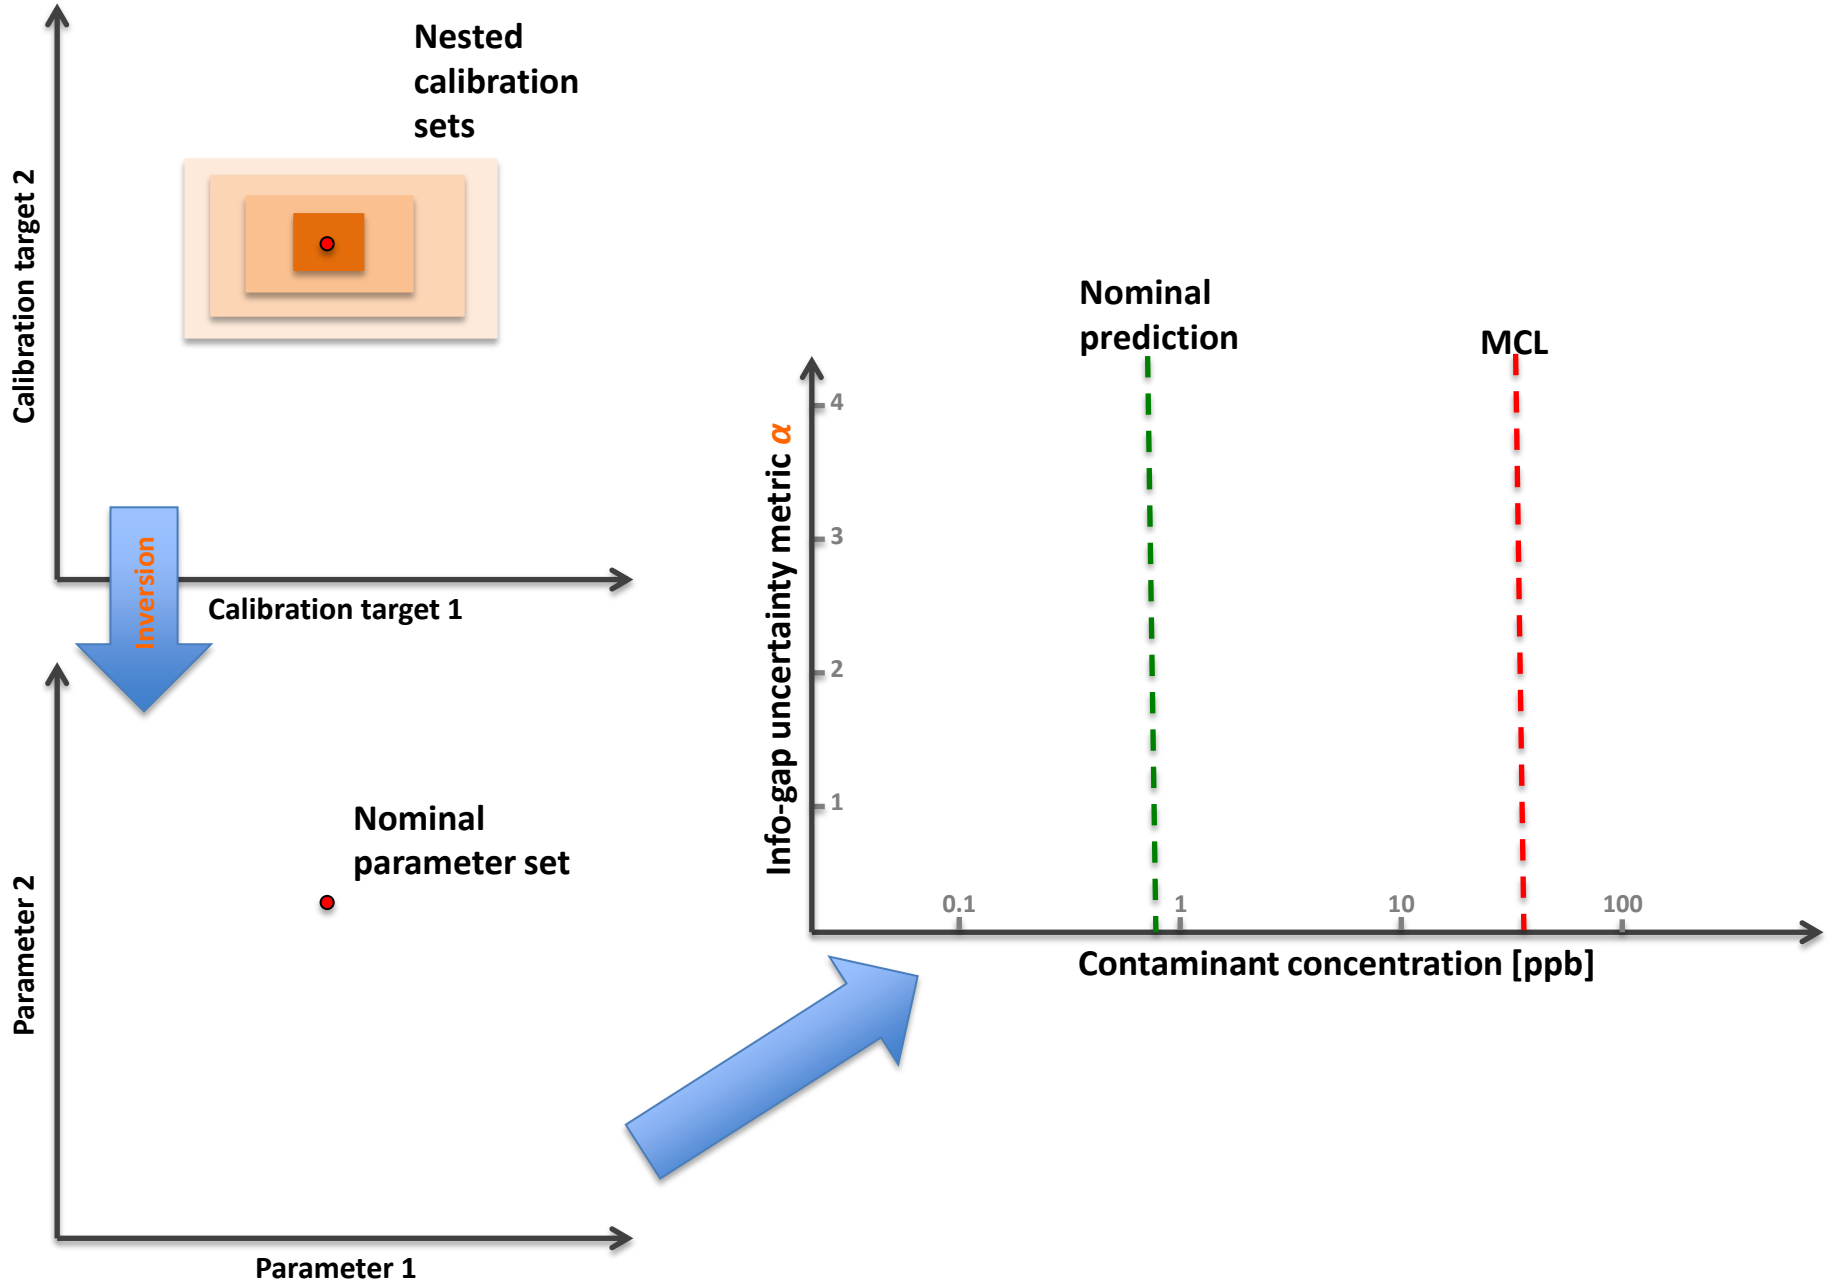 Nested
calibration
sets
Calibration target 2
Calibration target 1
Inversion
Nominal
parameter set
Parameter 2
Parameter 1
Nominal
prediction
MCL
Info-gap uncertainty metric α
4
3
2
1
0.1
1
10
100
Contaminant concentration [ppb]